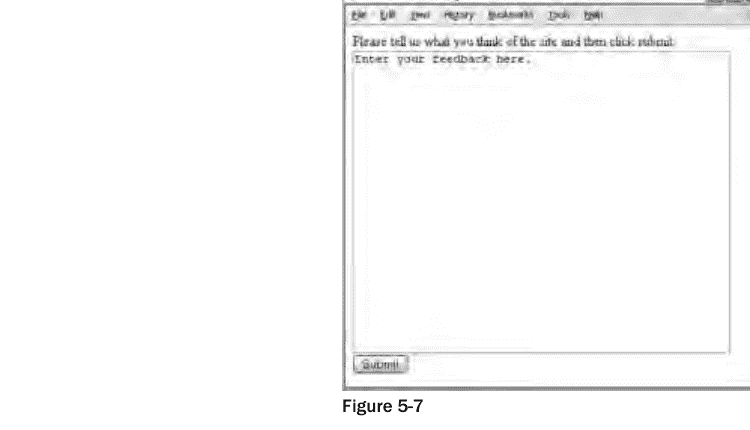 File Edit View History Bookmarks Tools Help
Please tell us what you think of the site and then click submit:
Enter your feedback here.
Submit
Figure 5-7